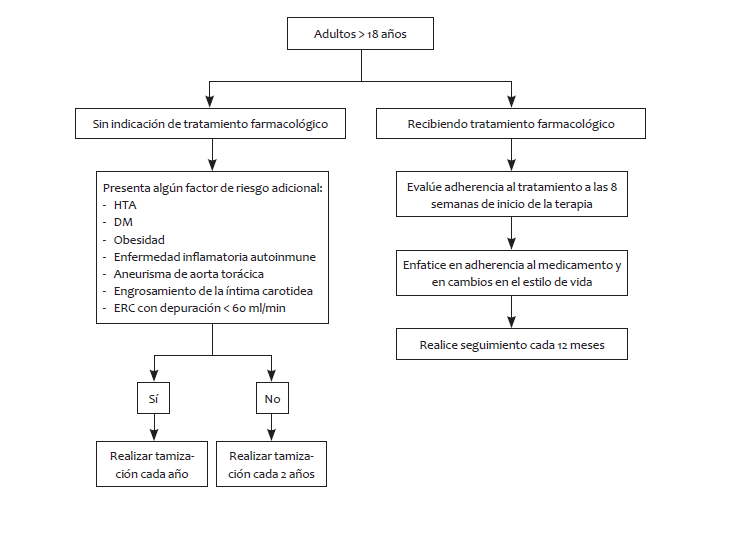 Adultos > 18 años
Sin indicación de tratamiento farmacológico
Recibiendo tratamiento farmacológico
Presenta algún factor de riesgo adicional:
- HTA
- DM
- Obesidad
- Enfermedad inflamatoria autoinmune
- Aneurisma de aorta torácica
- Engrosamiento de la íntima carotidea
- ERC con depuración < 60 ml/min
Evalúe adherencia al tratamiento a las 8
semanas de inicio de la terapia
Enfatice en adherencia al medicamento y
en cambios en el estilo de vida
Realice seguimiento cada 12 meses
Sí
No
Realizar tamiza-
ción cada año
Realizar tamiza-
ción cada 2 años